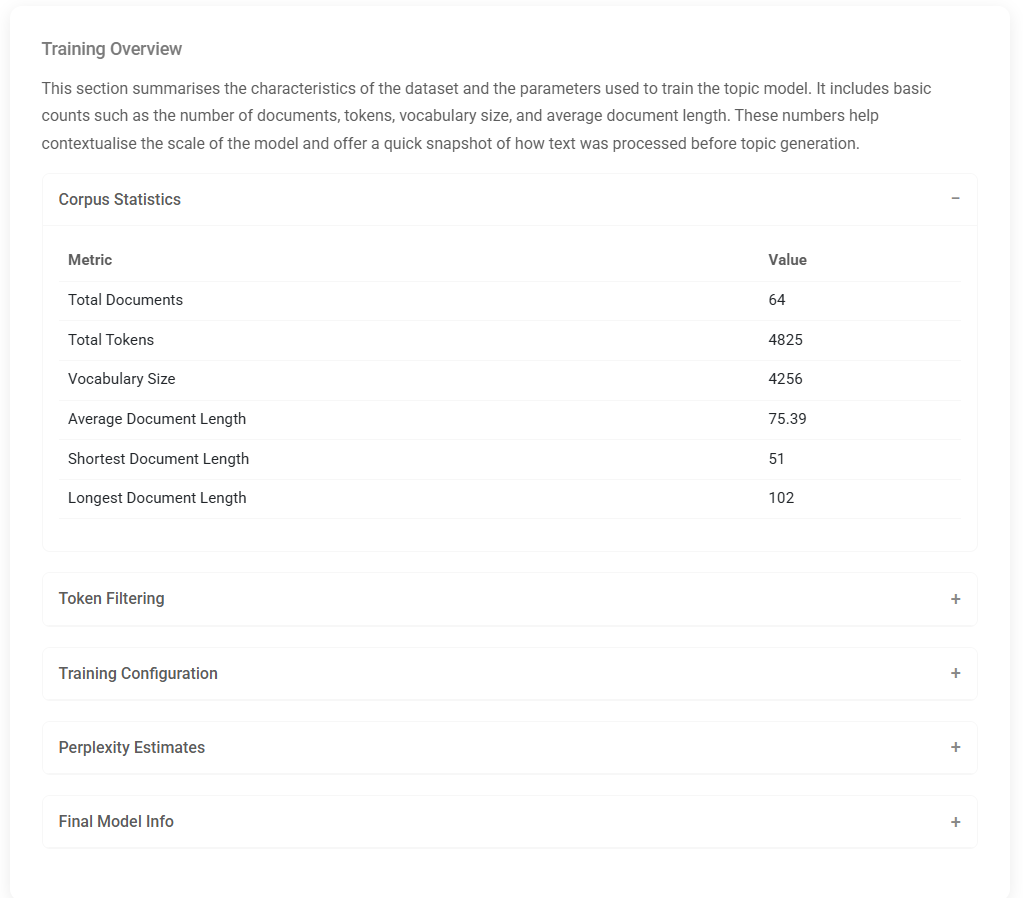 Training Overview
This section summarises the characteristics of the dataset and the parameters used to train the topic model. It includes basic
counts such as the number of documents, tokens, vocabulary size, and average document length. These numbers help
contextualise the scale of the model and offer a quick snapshot of how text was processed before topic generation.
Corpus Statistics −
Metric Value
Total Documents 64
Total Tokens 4825
Vocabulary Size 4256
Average Document Length 75.39
Shortest Document Length 51
Longest Document Length 102
Token Filtering +
Training Configuration +
Perplexity Estimates +
Final Model Info +